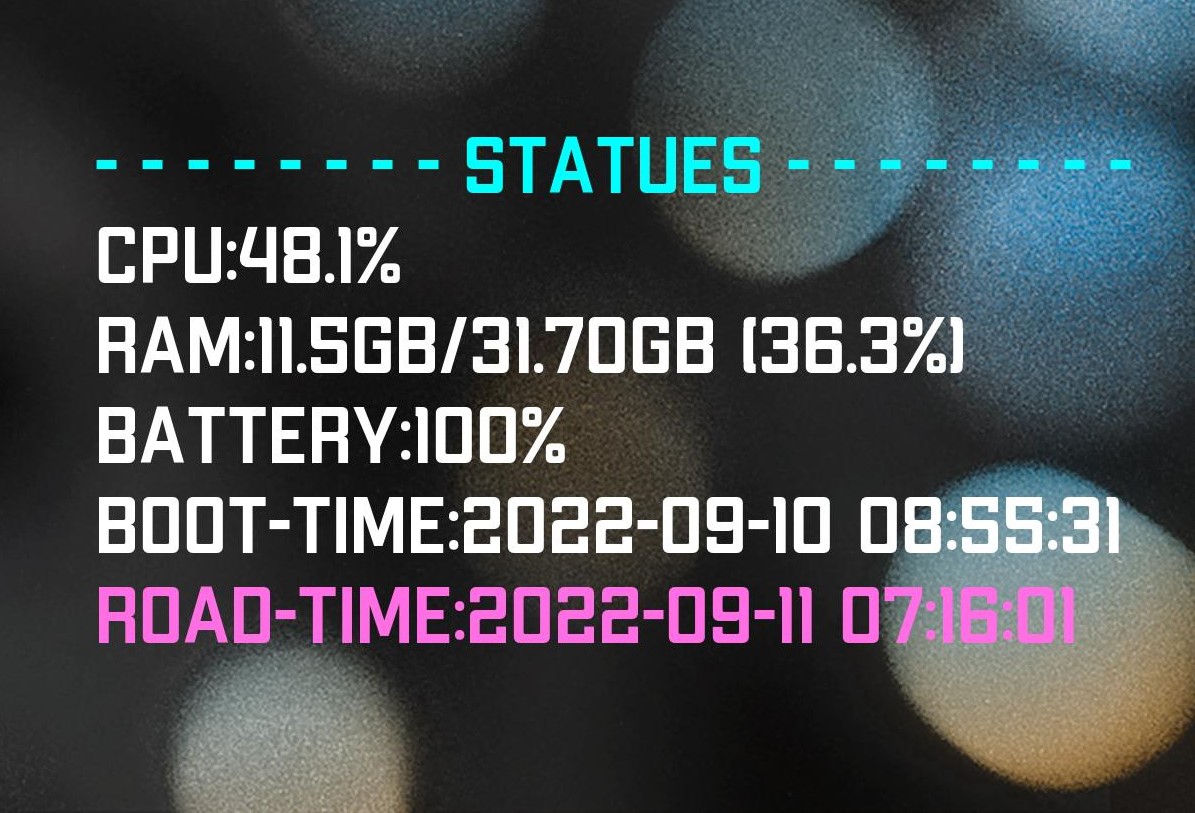 - - - - - - - - STATUES - - - - - - - -
CPU:48.1%
RAM:11.5GB/31.70GB (36.3%)
BATTERY:100%
BOOT-TIME:2022-09-10 08:55:31
ROAD-TIME:2022-09-11 07:16:01